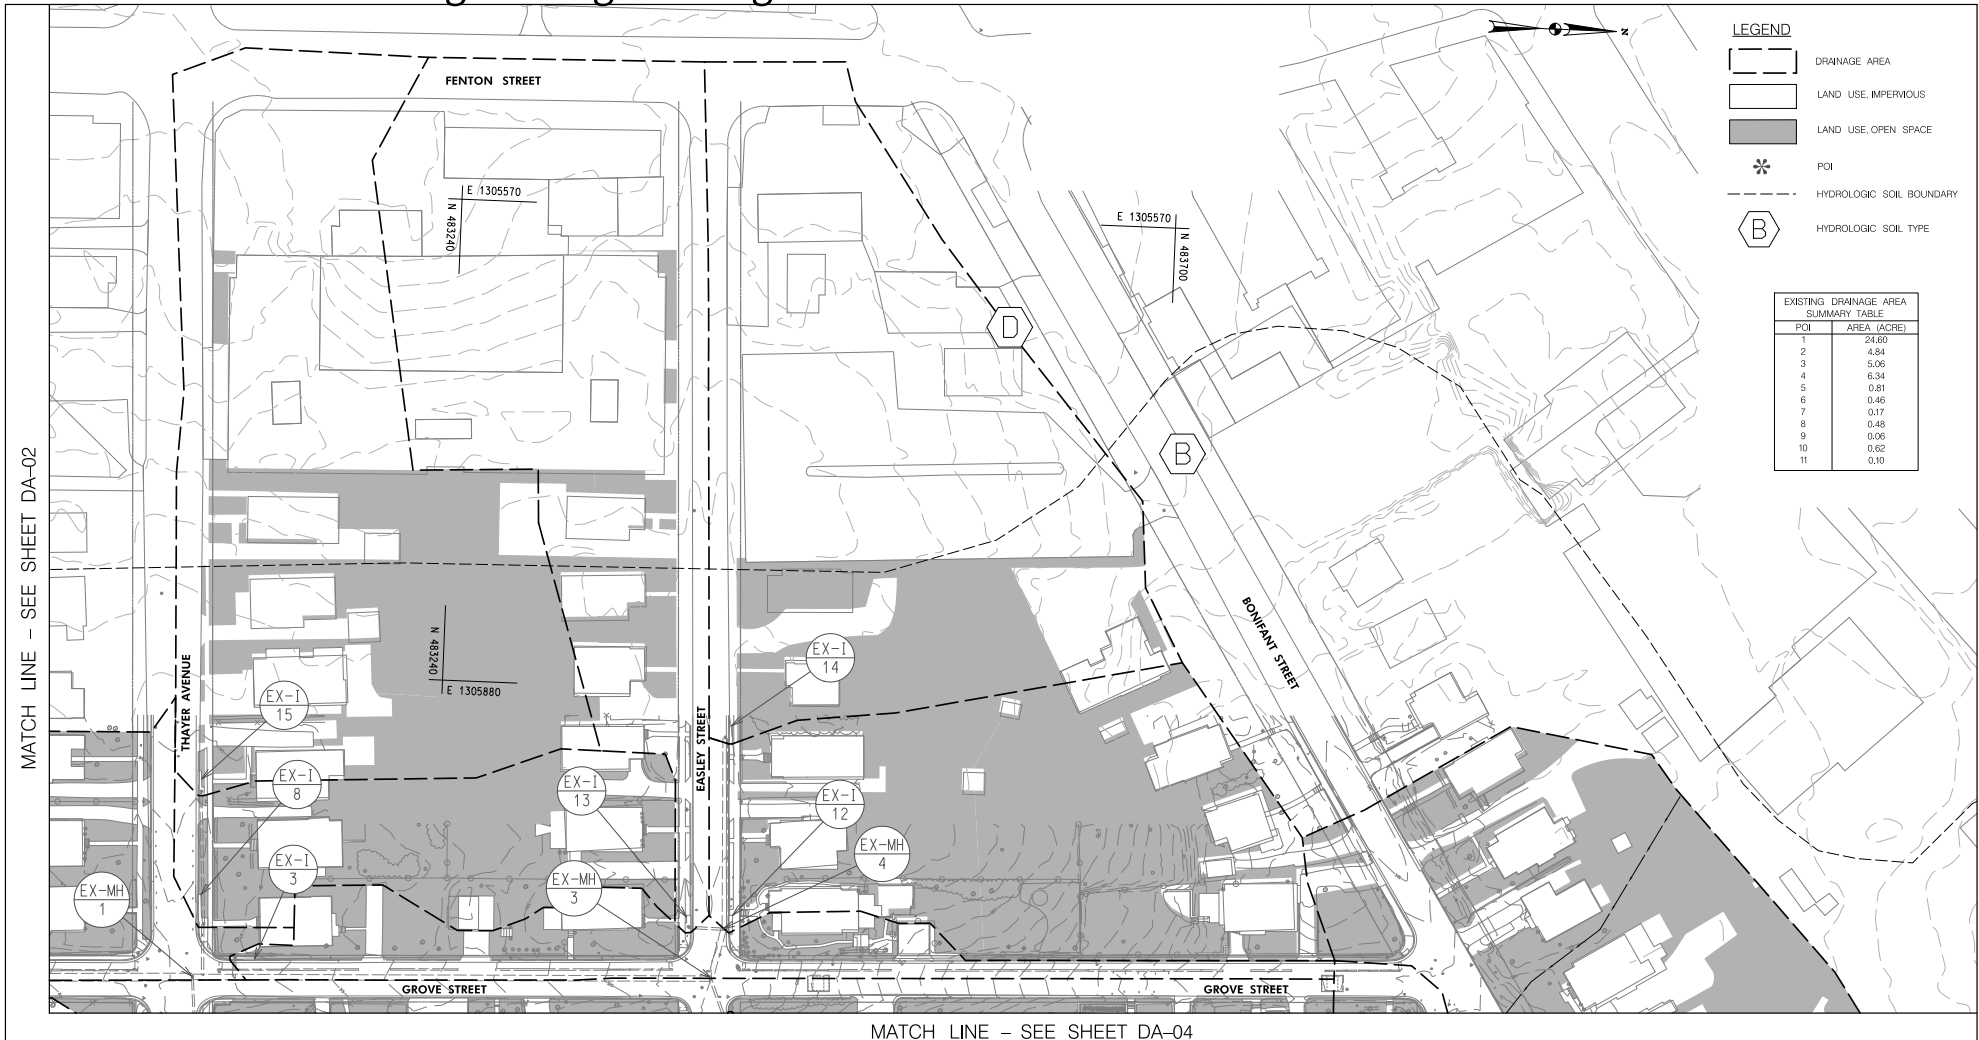 FENTON STREET
N
LEGEND
DRAINAGE AREA
LAND USE, IMPERVIOUS
LAND USE, OPEN SPACE
POI
HYDROLOGIC SOIL BOUNDARY
B
HYDROLOGIC SOIL TYPE
E 1305570
N 483240
E 1305570
N 483700
EXISTING DRAINAGE AREA
SUMMARY TABLE
POI AREA (ACRE)
1 24.60
2 4.84
3 5.06
4 6.34
5 0.81
6 0.46
7 0.17
8 0.48
9 0.06
10 0.62
11 0.10
D
B
MATCH LINE - SEE SHEET DA-02
N 483240
E 1305880
BONIFANT STREET
THAYER AVENUE
EASLEY STREET
EX-I
14
EX-I
15
EX-I
8
EX-I
13
EX-I
12
EX-MH
4
EX-I
3
EX-MH
3
EX-MH
1
GROVE STREET
GROVE STREET
MATCH LINE - SEE SHEET DA-04